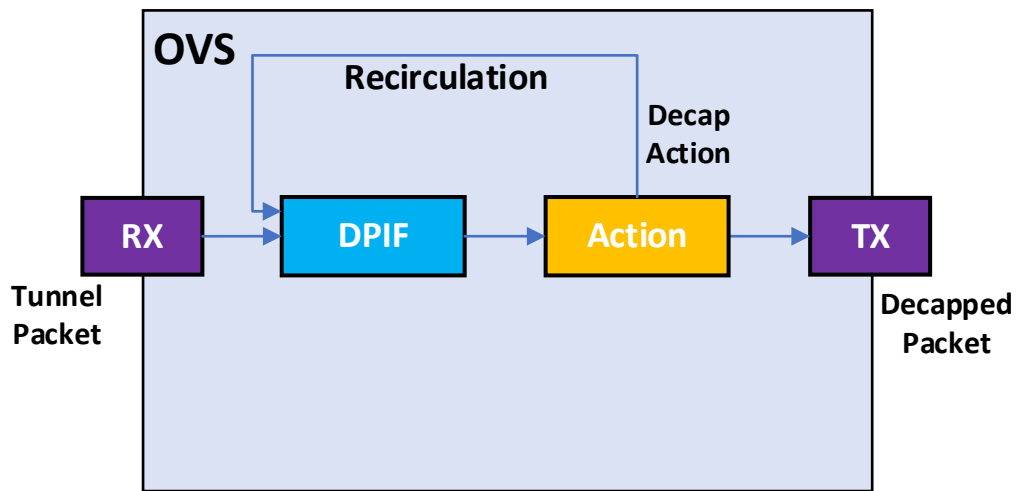 OVS
Recirculation
Decap
Action
RX
DPIF
Action
TX
Tunnel
Packet
Decapped
Packet